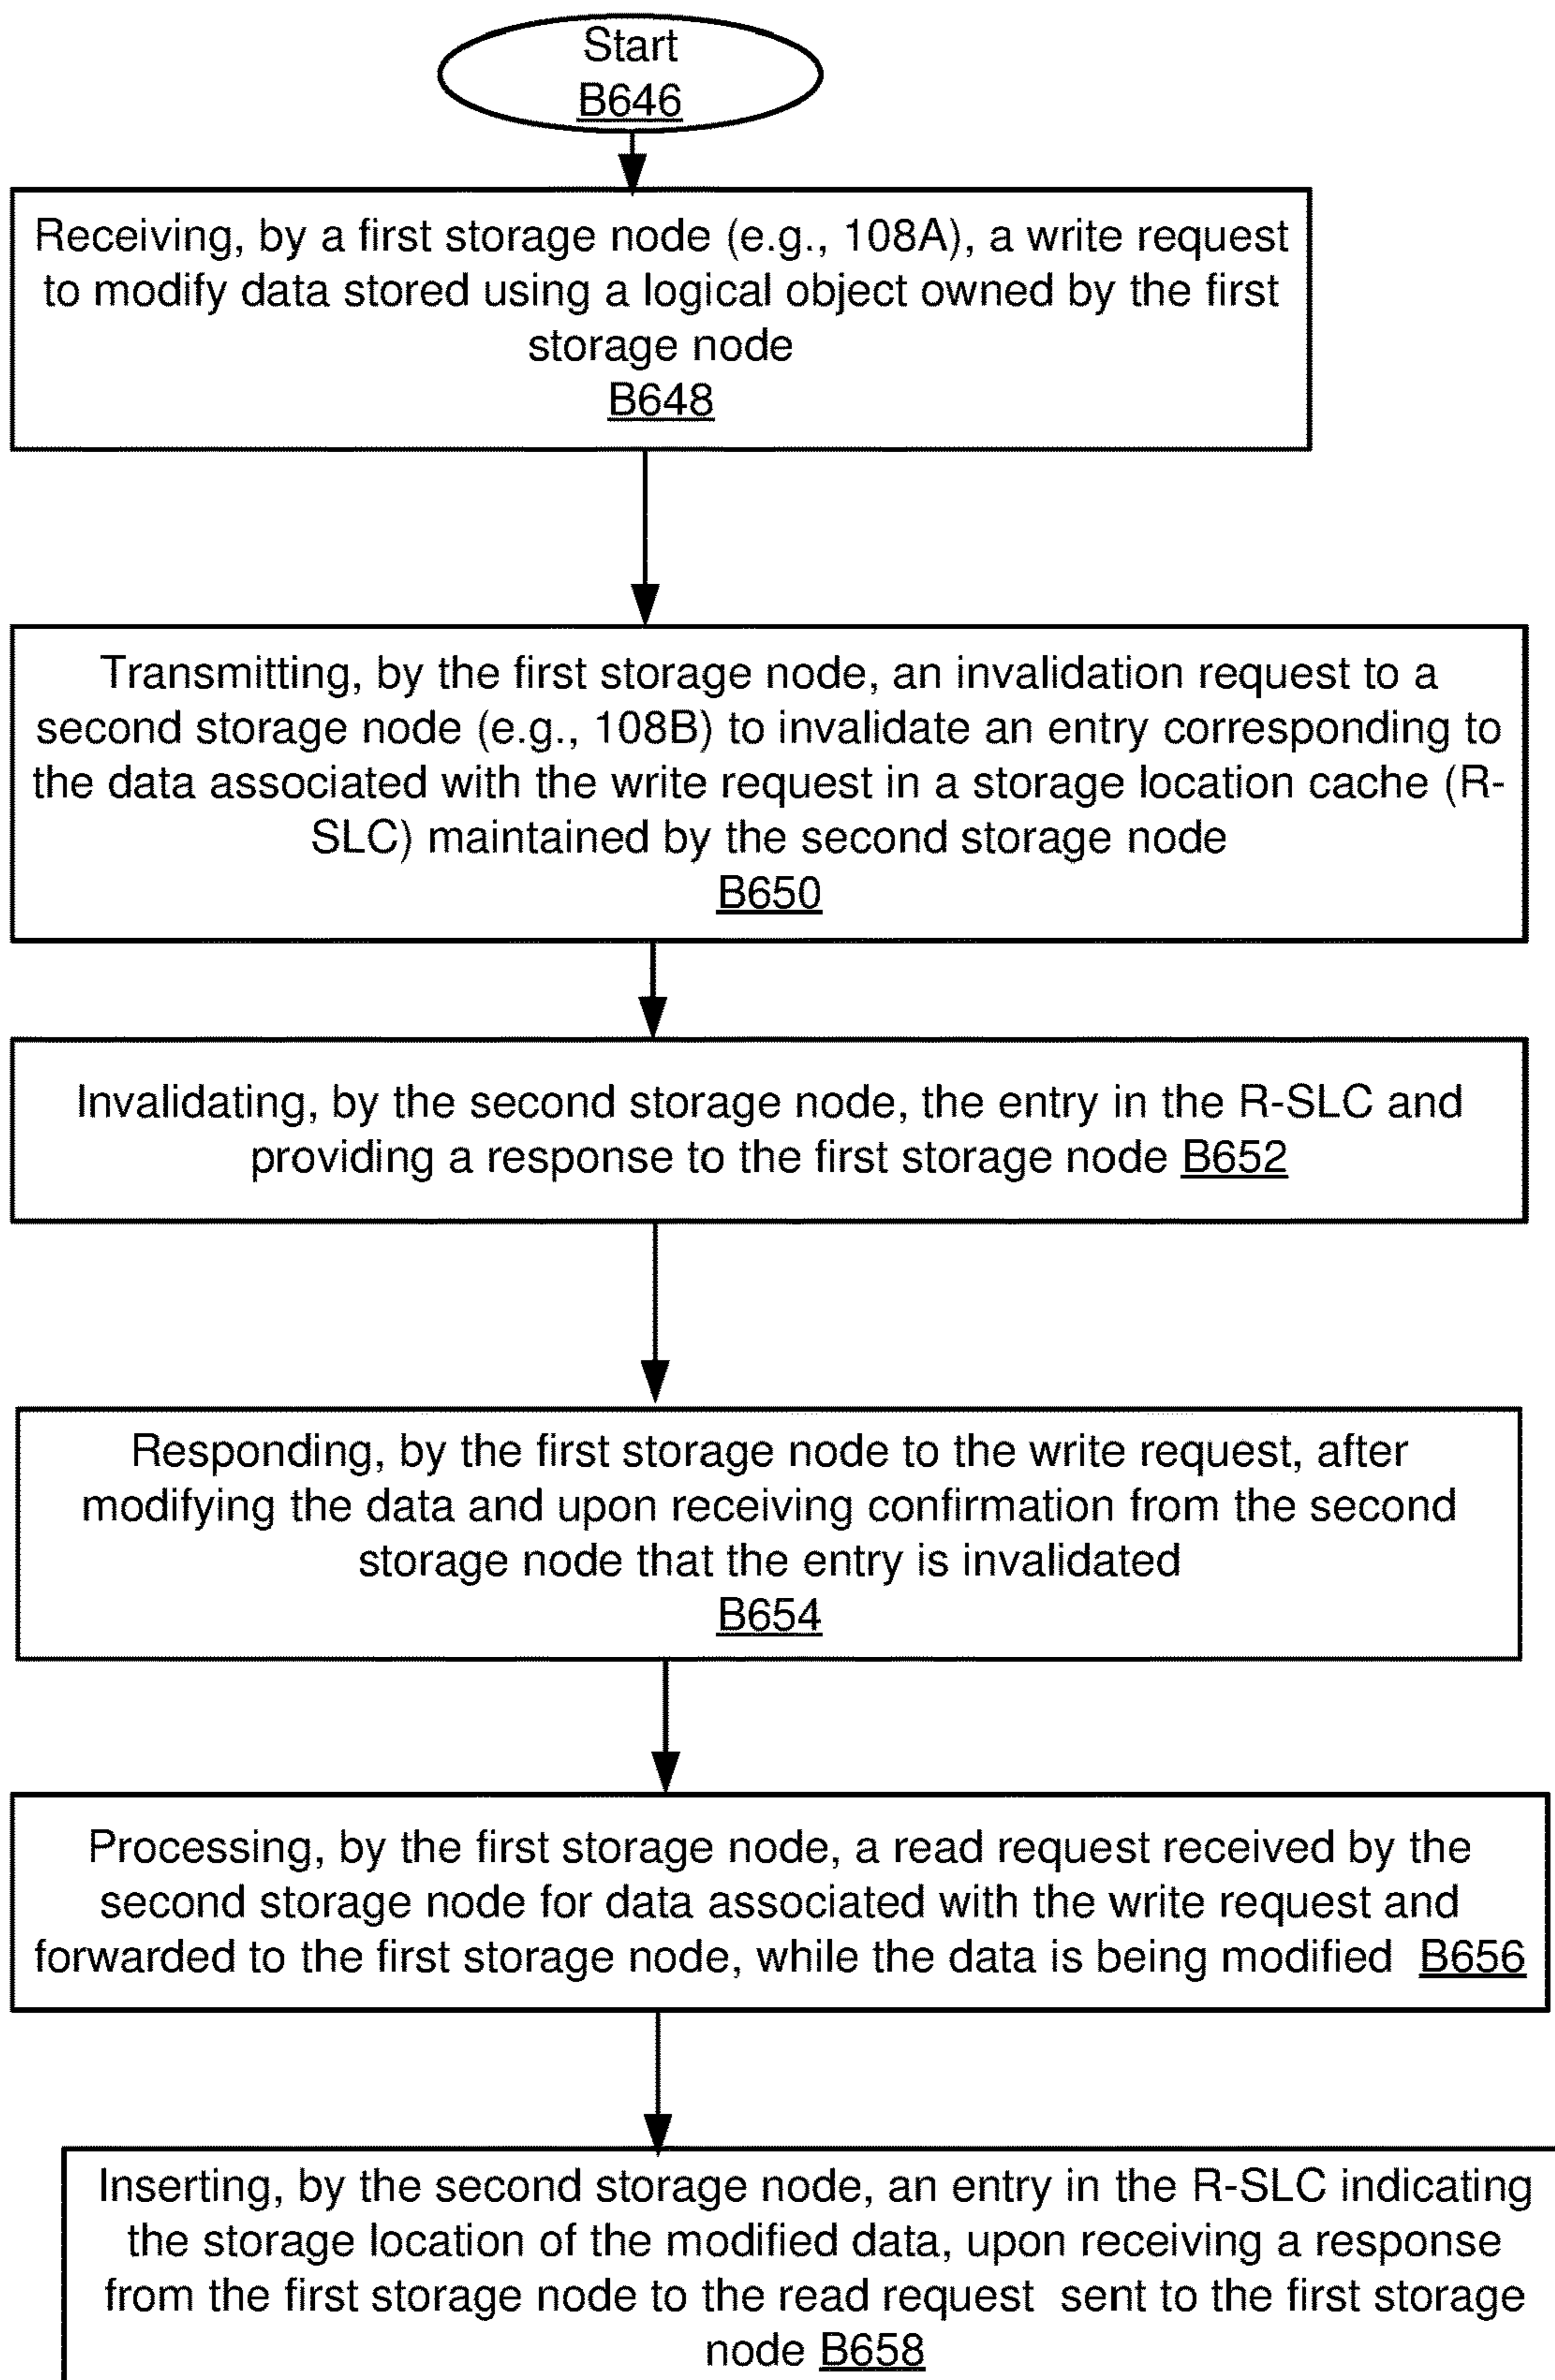 Start
B646
Receiving, by a first storage node (e.g., 108A), a write request
to modify data stored using a logical object owned by the first
storage node
B648
Transmitting, by the first storage node, an invalidation request to a
second storage node (e.g., 108B) to invalidate an entry corresponding to
the data associated with the write request in a storage location cache (R-
SLC) maintained by the second storage node
B650
Invalidating, by the second storage node, the entry in the R-SLC and
providing a response to the first storage node B652
Responding, by the first storage node to the write request, after
modifying the data and upon receiving confirmation from the second
storage node that the entry is invalidated
B654
Processing, by the first storage node, a read request received by the
second storage node for data associated with the write request and
forwarded to the first storage node, while the data is being modified B656
Inserting, by the second storage node, an entry in the R-SLC indicating
the storage location of the modified data, upon receiving a response
from the first storage node to the read request sent to the first storage
node B658